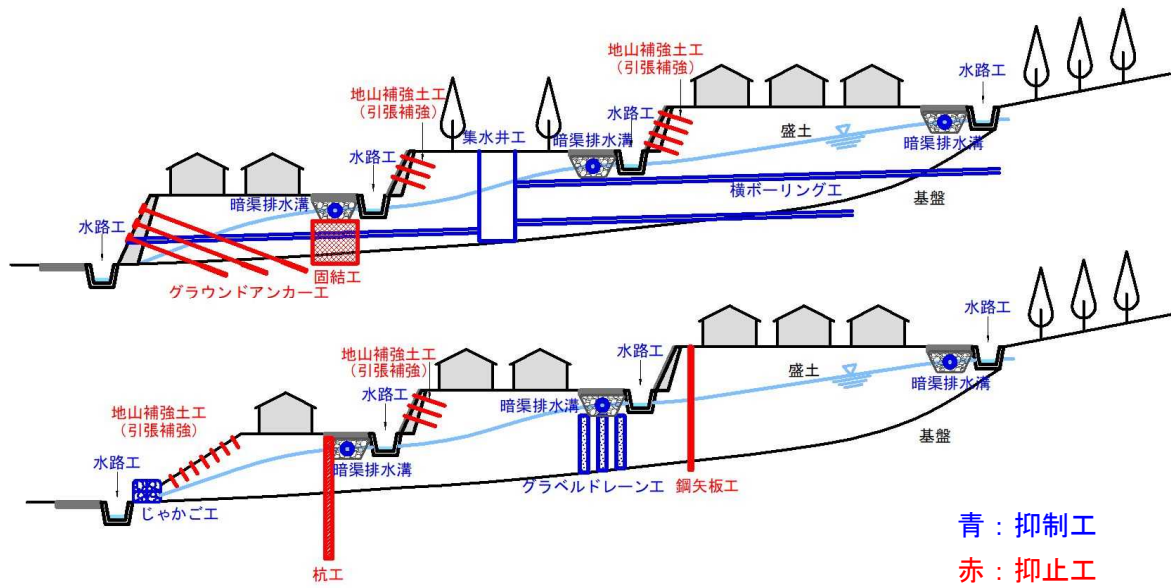 地山補強土工
（引張補強）
水路工
水路工
盛土
暗渠排水溝
地山補強土工
（引張補強）
集水井工
暗渠排水溝
水路工
横ボーリング工
基盤
暗渠排水溝
水路工
固結工
グラウンドアンカー工
水路工
地山補強土工
（引張補強）
水路工
盛土
暗渠排水溝
水路工
暗渠排水溝
地山補強土工
（引張補強）
基盤
水路工
暗渠排水溝
グラベルドレーン工
鋼矢板工
じゃかご工
杭工
青：抑制工
赤：抑止工